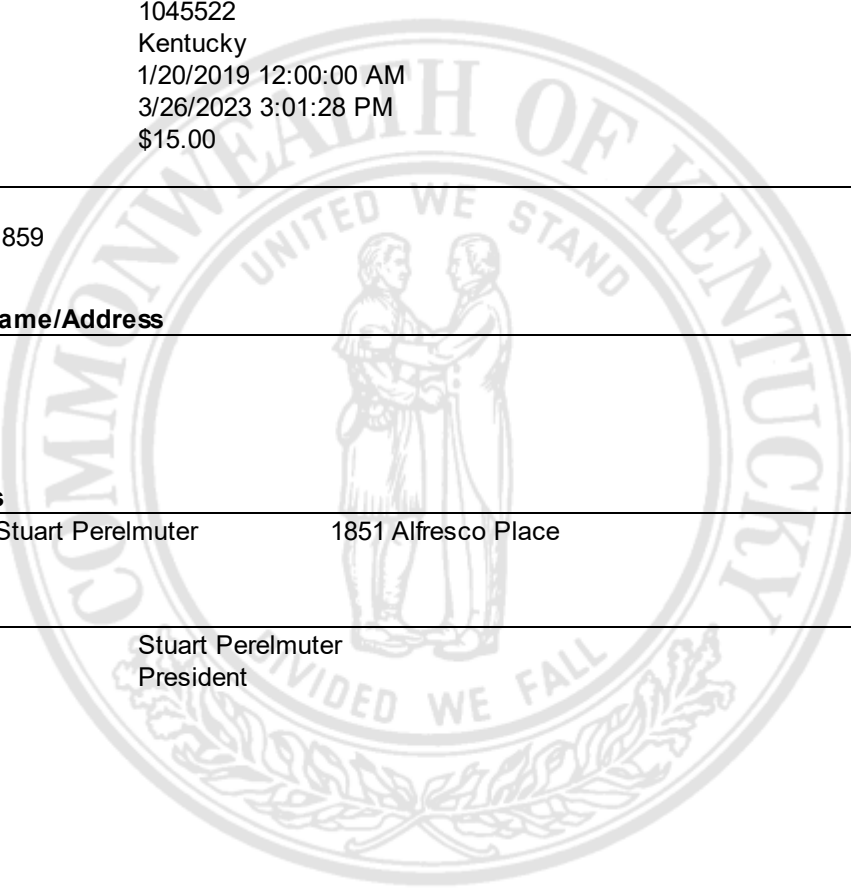 1045522
Kentucky
1/20/2019 12:00:00 AM
3/26/2023 3:01:28 PM
$15.00
COMMONWEALTH OF KENTUCKY
UNITED WE STAND
859
ame/Address
s
Stuart Perelmuter 1851 Alfresco Place
Stuart Perelmuter
President
DIVIDED WE FALL